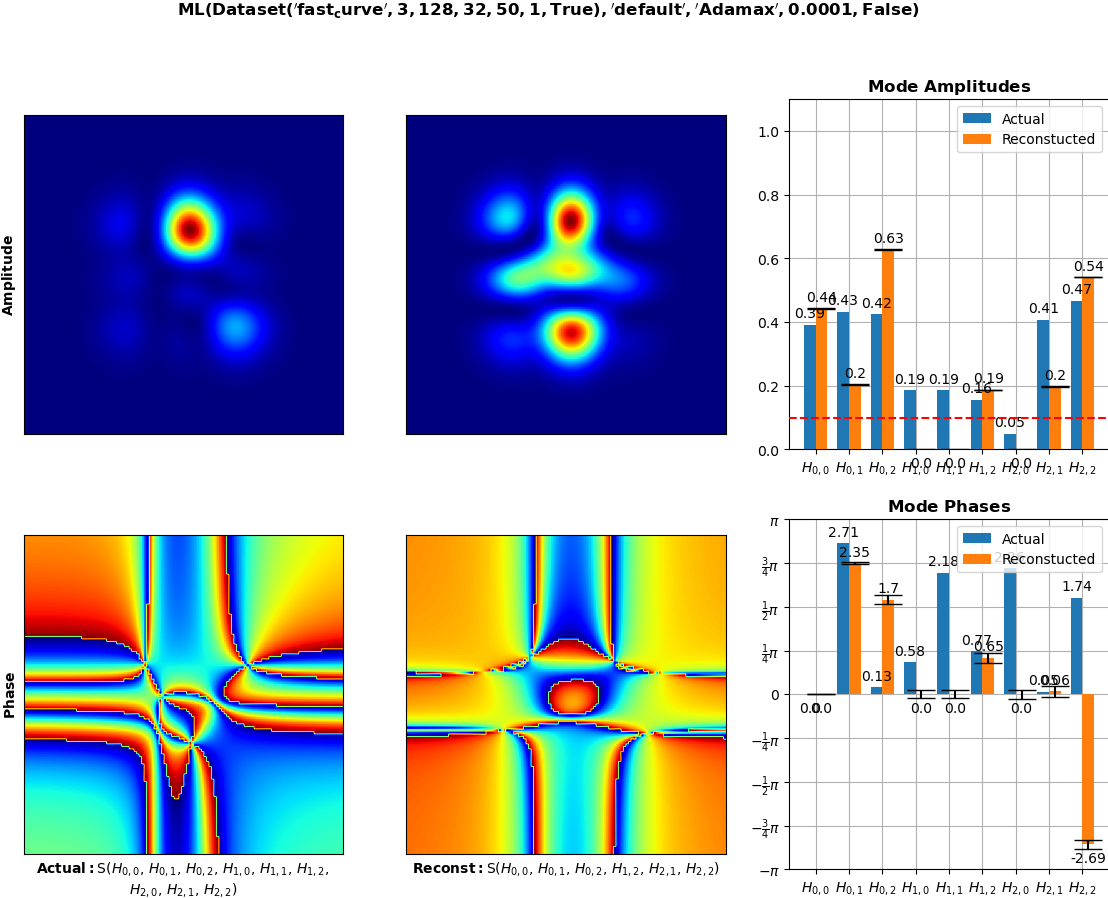 ML(Dataset('fast_curve', 3, 128, 32, 50, 1, True), 'default', 'Adamax', 0.0001, False)
Amplitude
Mode Amplitudes
Actual
Reconstucted
1.0
0.8
0.6
0.4
0.2
0.0
0.39
0.44
0.43
0.2
0.42
0.63
0.19
0.0
0.19
0.0
0.16
0.19
0.05
0.0
0.41
0.2
0.47
0.54
H0,0 H0,1 H0,2 H1,0 H1,1 H1,2 H2,0 H2,1 H2,2
Phase
Actual: S(H0,0, H0,1, H0,2, H1,0, H1,1, H1,2,
H2,0, H2,1, H2,2)
Reconst: S(H0,0, H0,1, H0,2, H1,2, H2,1, H2,2)
Mode Phases
Actual
Reconstucted
π
3/4π
1/2π
1/4π
0
−1/4π
−1/2π
−3/4π
−π
0.0
0.0
2.71
2.35
0.13
1.7
0.58
0.0
2.18
0.0
0.77
0.65
0.0
0.05
0.06
1.74
-2.69
H0,0 H0,1 H0,2 H1,0 H1,1 H1,2 H2,0 H2,1 H2,2